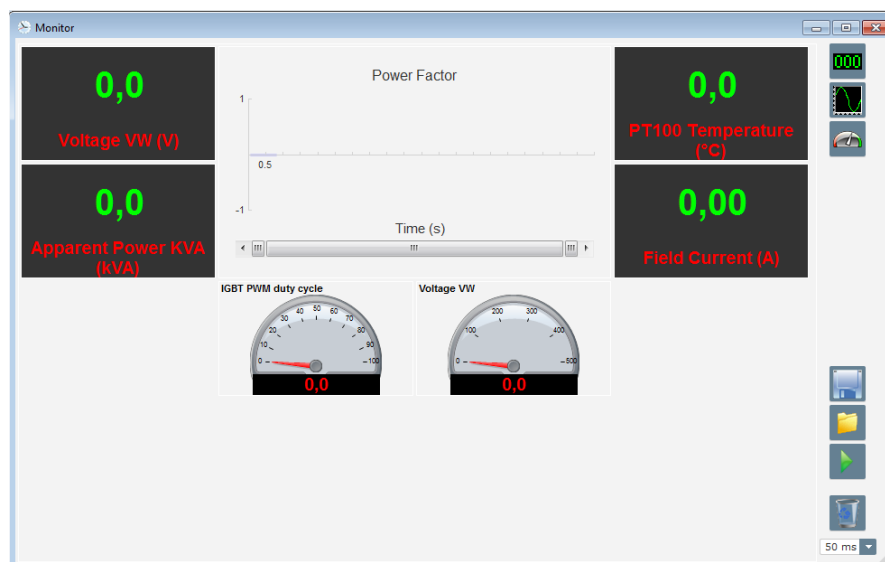 Monitor
0,0
Voltage VW (V)
0,0
Apparent Power KVA
(kVA)
Power Factor
1
0.5
-1
Time (s)
0,0
PT100 Temperature
(°C)
0,00
Field Current (A)
000
IGBT PWM duty cycle
0
10
20
30
40
50
60
70
80
90
100
0,0
Voltage VW
0
100
200
300
400
500
0,0
50 ms